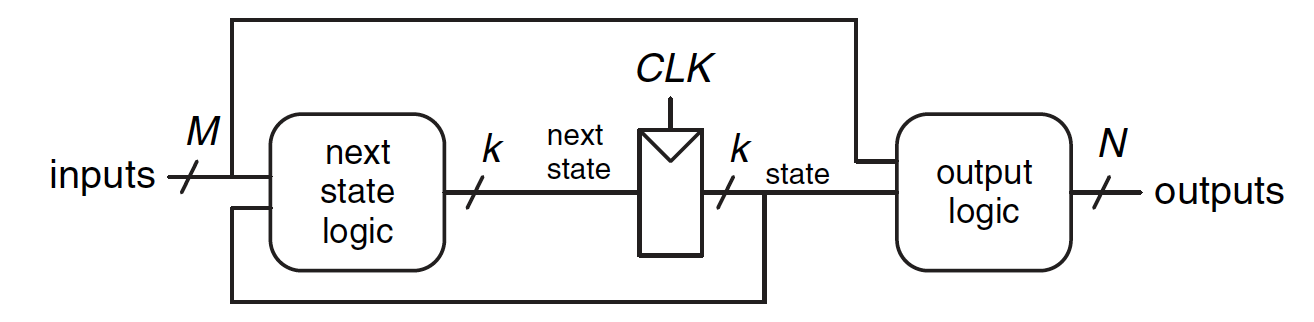 CLK
M
next
state
logic
k
next
state
k
state
output
logic
N
inputs
outputs